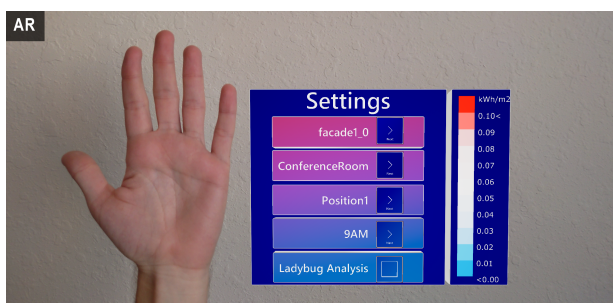 AR
Settings
facade1_0
ConferenceRoom
Position1
9AM
Ladybug Analysis
kWh/m2
0.10<
0.09
0.08
0.07
0.06
0.05
0.04
0.03
0.02
0.01
<0.00